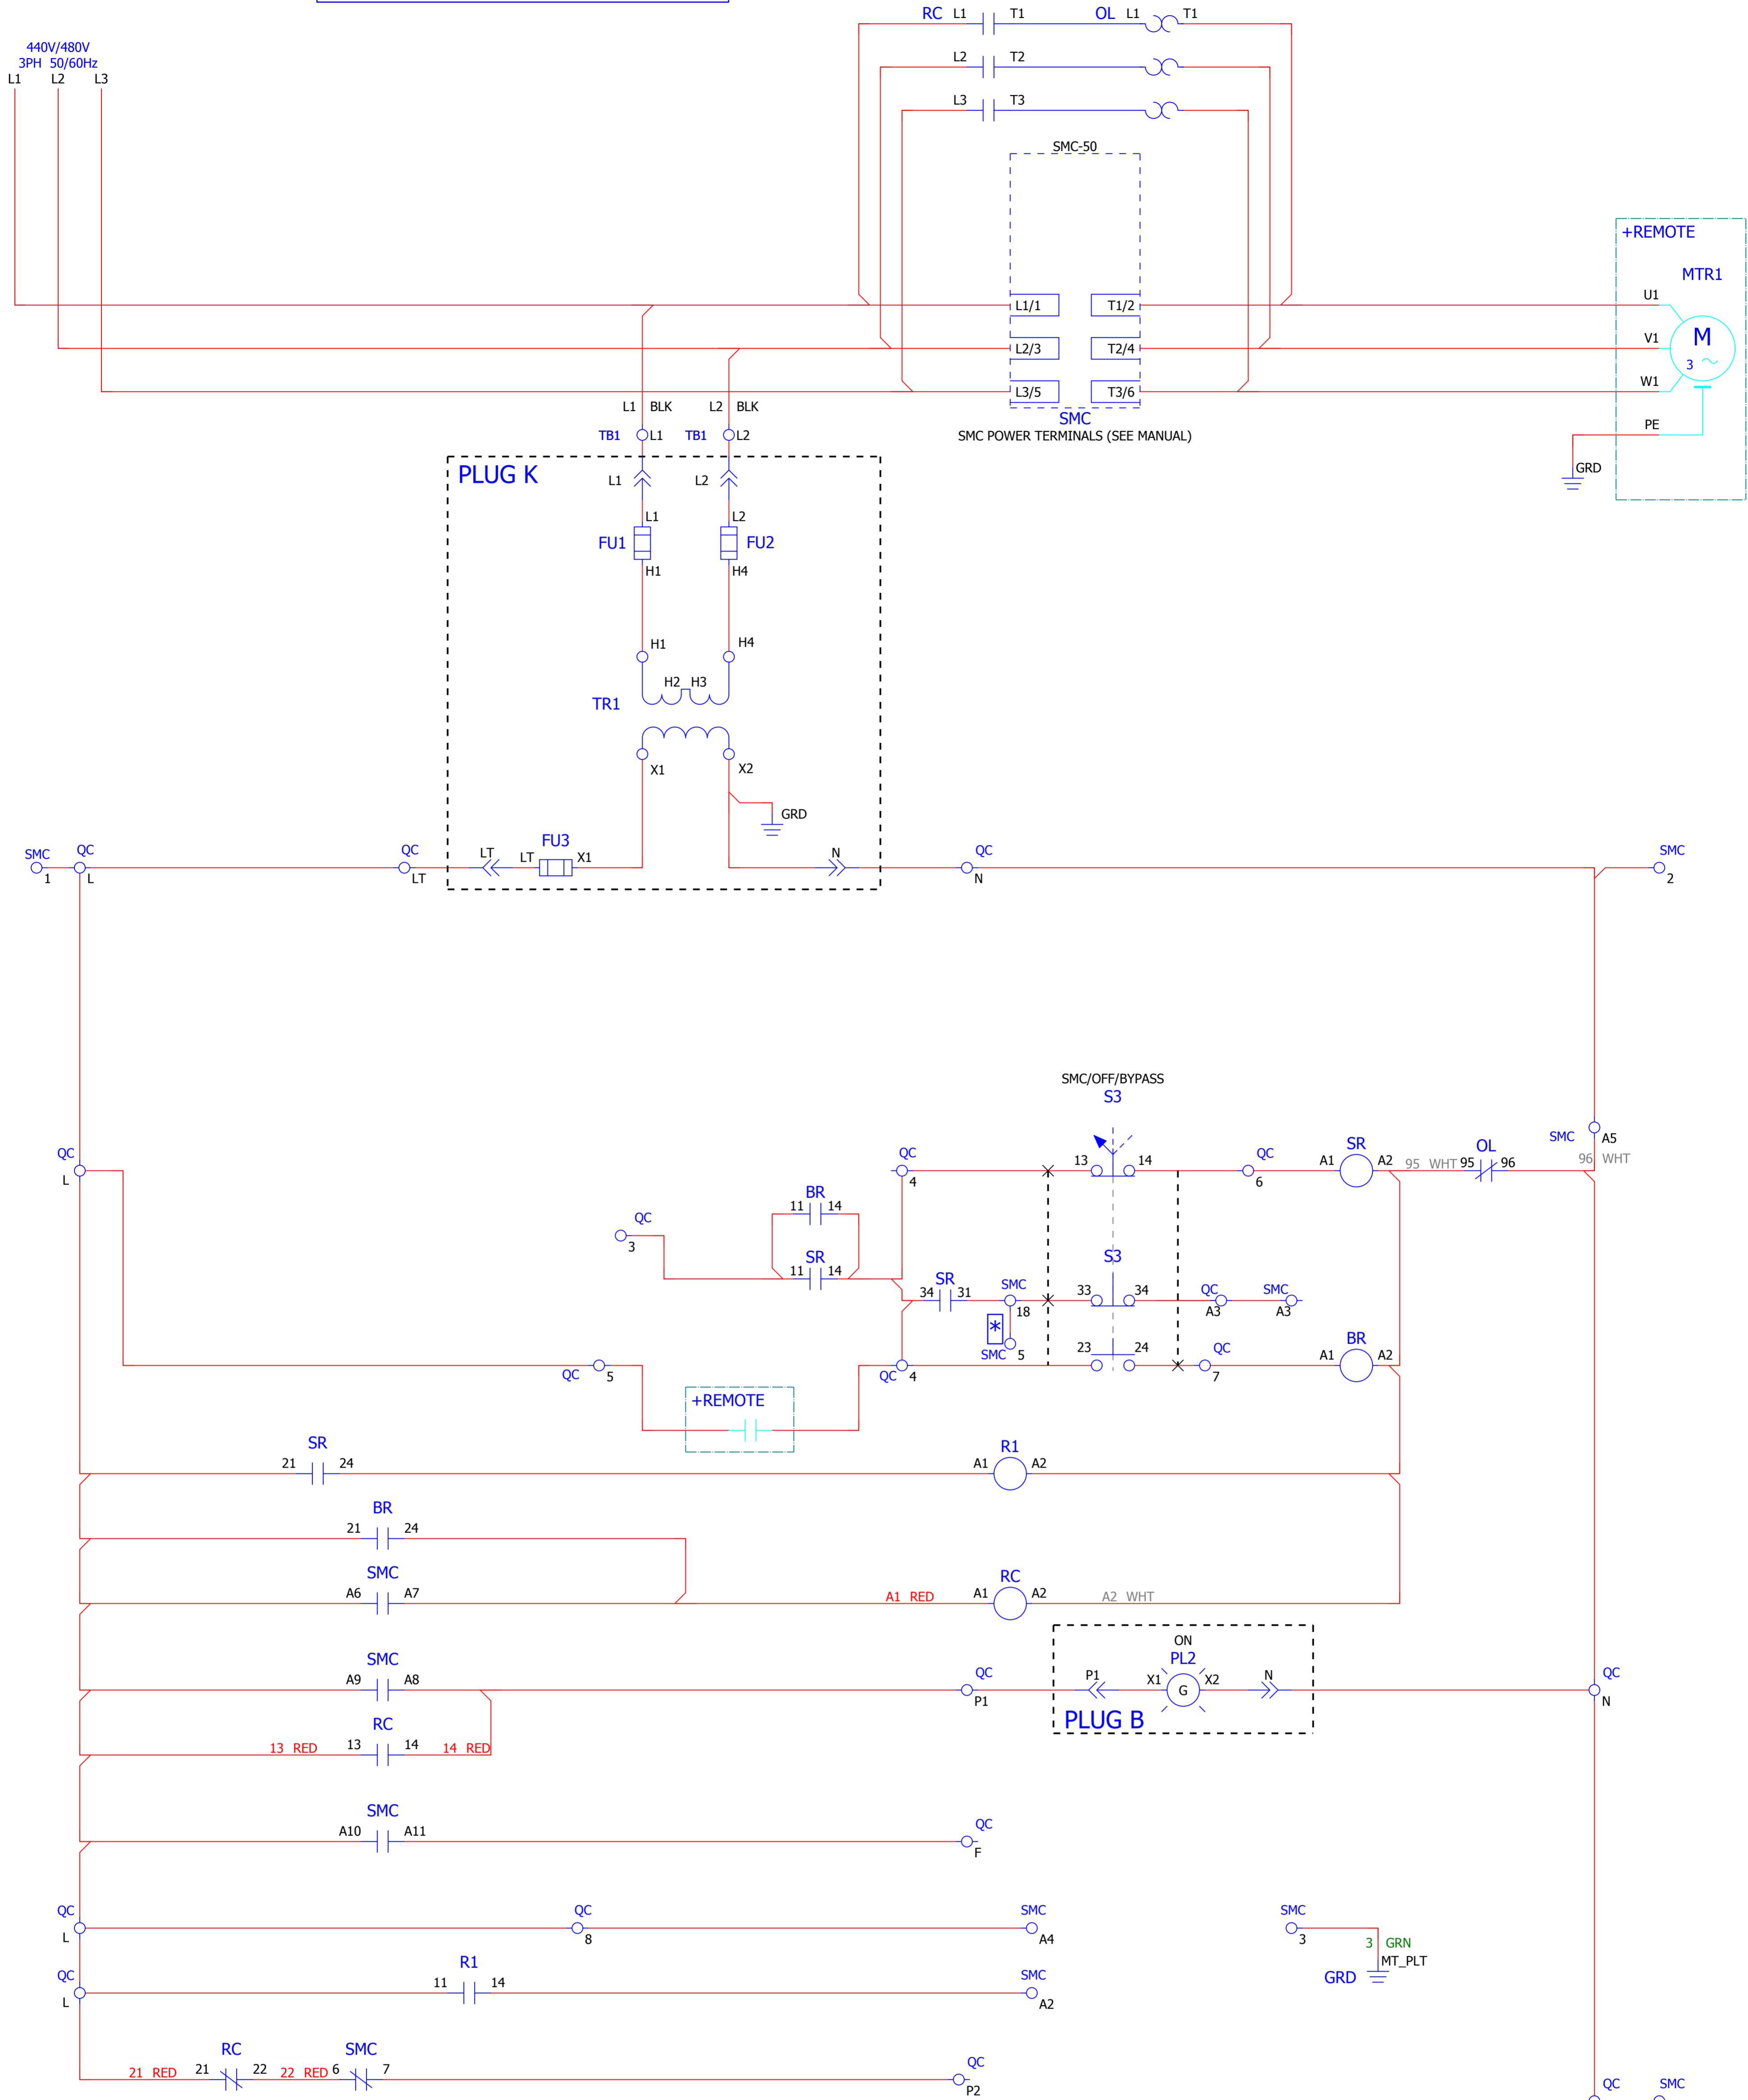 RC L1 T1 OL L1 T1
440V/480V
3PH 50/60Hz
L1 L2 L3
L2 T2
L3 T3
SMC-50
+REMOTE
MTR1
L1/1 T1/2 U1
L2/3 T2/4 V1
M
3
L3/5 T3/6 W1
L1 BLK L2 BLK
SMC
SMC POWER TERMINALS (SEE MANUAL)
TB1 L1 TB1 L2
PE
GRD
PLUG K
L1 L2
L1 L2
FU1 FU2
H1 H4
H1 H4
H2 H3
TR1
X1 X2
GRD
SMC QC QC FU3 N QC SMC
LT LT X1
1 L LT N 2
SMC/OFF/BYPASS
S3
SMC A5
QC QC 13 14 QC SR OL
A1 A2 95 WHT 95 96 96 WHT
L 4 6
BR
11 14
QC
3
SR
11 14
S3
SR SMC
34 31 33 34 QC SMC
18 A3 A3
*
SMC 5
23 24 QC BR
A1 A2
QC 5 QC 4 7
+REMOTE
SR R1
21 24 A1 A2
BR
21 24
SMC RC
A6 A7 A1 RED A1 A2 A2 WHT
ON
SMC QC PL2 QC
A9 A8 P1 X1 X2 N
G
P1 N
PLUG B
RC
13 RED 13 14 14 RED
SMC QC
A10 A11
F
QC QC SMC SMC
L 8 A4 3
3 GRN
MT_PLT
GRD
QC R1 SMC
11 14
L A2
RC SMC QC
21 RED 21 22 22 RED 6 7
P2
QC SMC